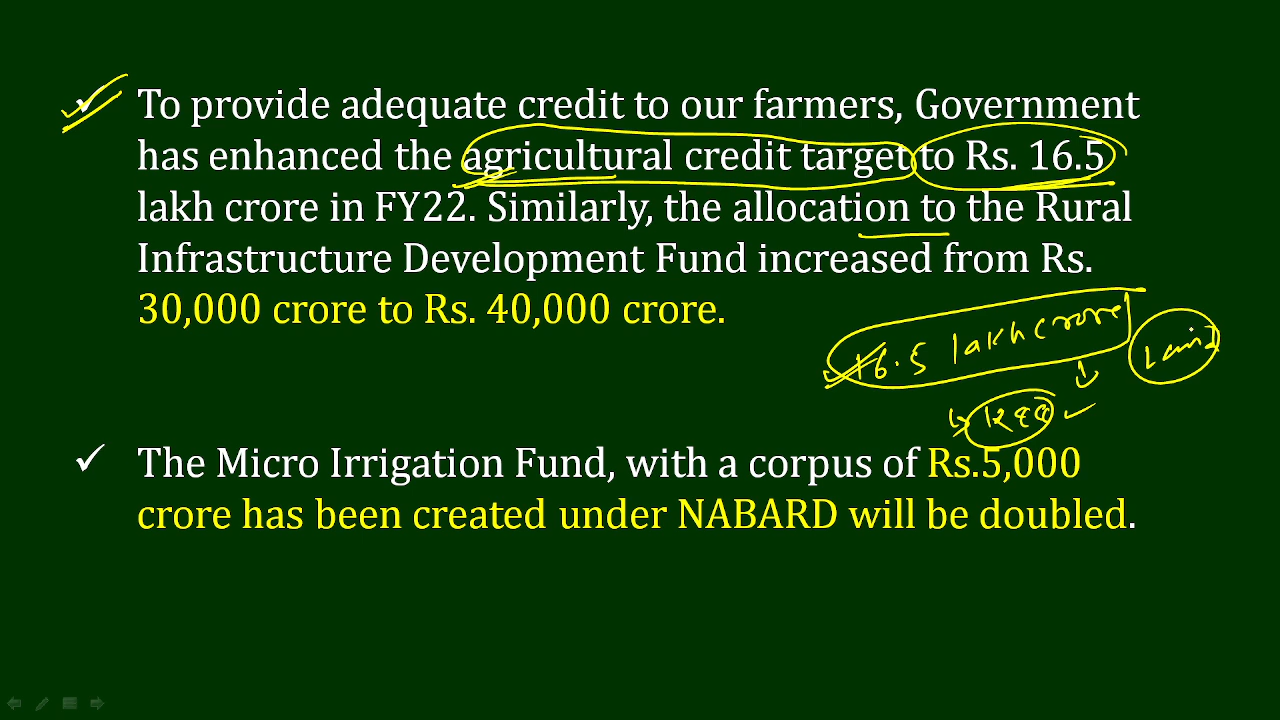 ✓ To provide adequate credit to our farmers, Government
has enhanced the agricultural credit target to Rs. 16.5
lakh crore in FY22. Similarly, the allocation to the Rural
Infrastructure Development Fund increased from Rs.
30,000 crore to Rs. 40,000 crore.
16.5 lakh crore
✓ The Micro Irrigation Fund, with a corpus of Rs.5,000
crore has been created under NABARD will be doubled.